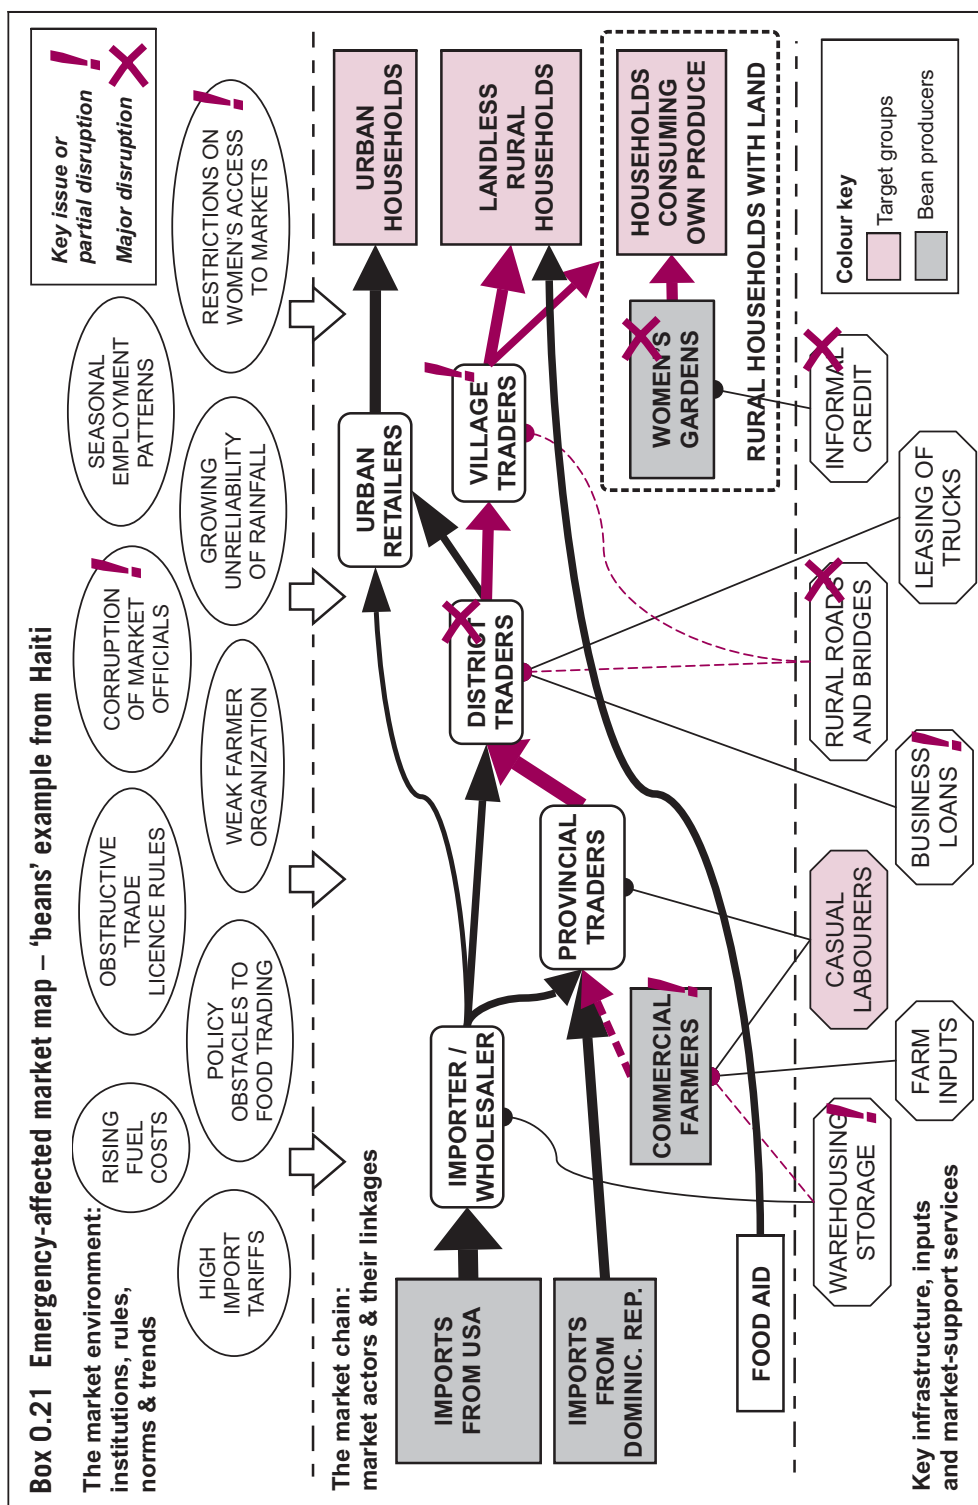 Box 0.21 Emergency-affected market map – ‘beans’ example from Haiti
The market environment:
institutions, rules,
norms & trends
RISING
FUEL
COSTS
HIGH
IMPORT
TARIFFS
OBSTRUCTIVE
TRADE
LICENCE RULES
POLICY
OBSTACLES TO
FOOD TRADING
CORRUPTION
OF MARKET
OFFICIALS
!
WEAK FARMER
ORGANIZATION
SEASONAL
EMPLOYMENT
PATTERNS
GROWING
UNRELIABILITY
OF RAINFALL
RESTRICTIONS ON
WOMEN’S ACCESS
TO MARKETS
!
Key issue or
partial disruption
!
Major disruption
The market chain:
market actors & their linkages
IMPORTS
FROM USA
IMPORTS
FROM
DOMINIC. REP.
FOOD AID
IMPORTER /
WHOLESALER
COMMERCIAL
FARMERS
!
PROVINCIAL
TRADERS
DISTRICT
TRADERS
URBAN
RETAILERS
VILLAGE
TRADERS
!
WOMEN’S
GARDENS
URBAN
HOUSEHOLDS
LANDLESS
RURAL
HOUSEHOLDS
HOUSEHOLDS
CONSUMING
OWN PRODUCE
RURAL HOUSEHOLDS WITH LAND
Key infrastructure, inputs
and market-support services
WAREHOUSING
STORAGE
!
FARM
INPUTS
CASUAL
LABOURERS
BUSINESS
LOANS
!
RURAL ROADS
AND BRIDGES
LEASING OF
TRUCKS
INFORMAL
CREDIT
Colour key
Target groups
Bean producers